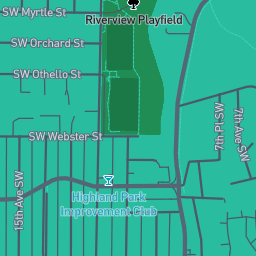 SW Myrtle St
Riverview Playfield
SW Orchard St
SW Othello St
SW Webster St
7th Pl SW
7th Ave SW
15th Ave SW
Highland Park
Improvement Club